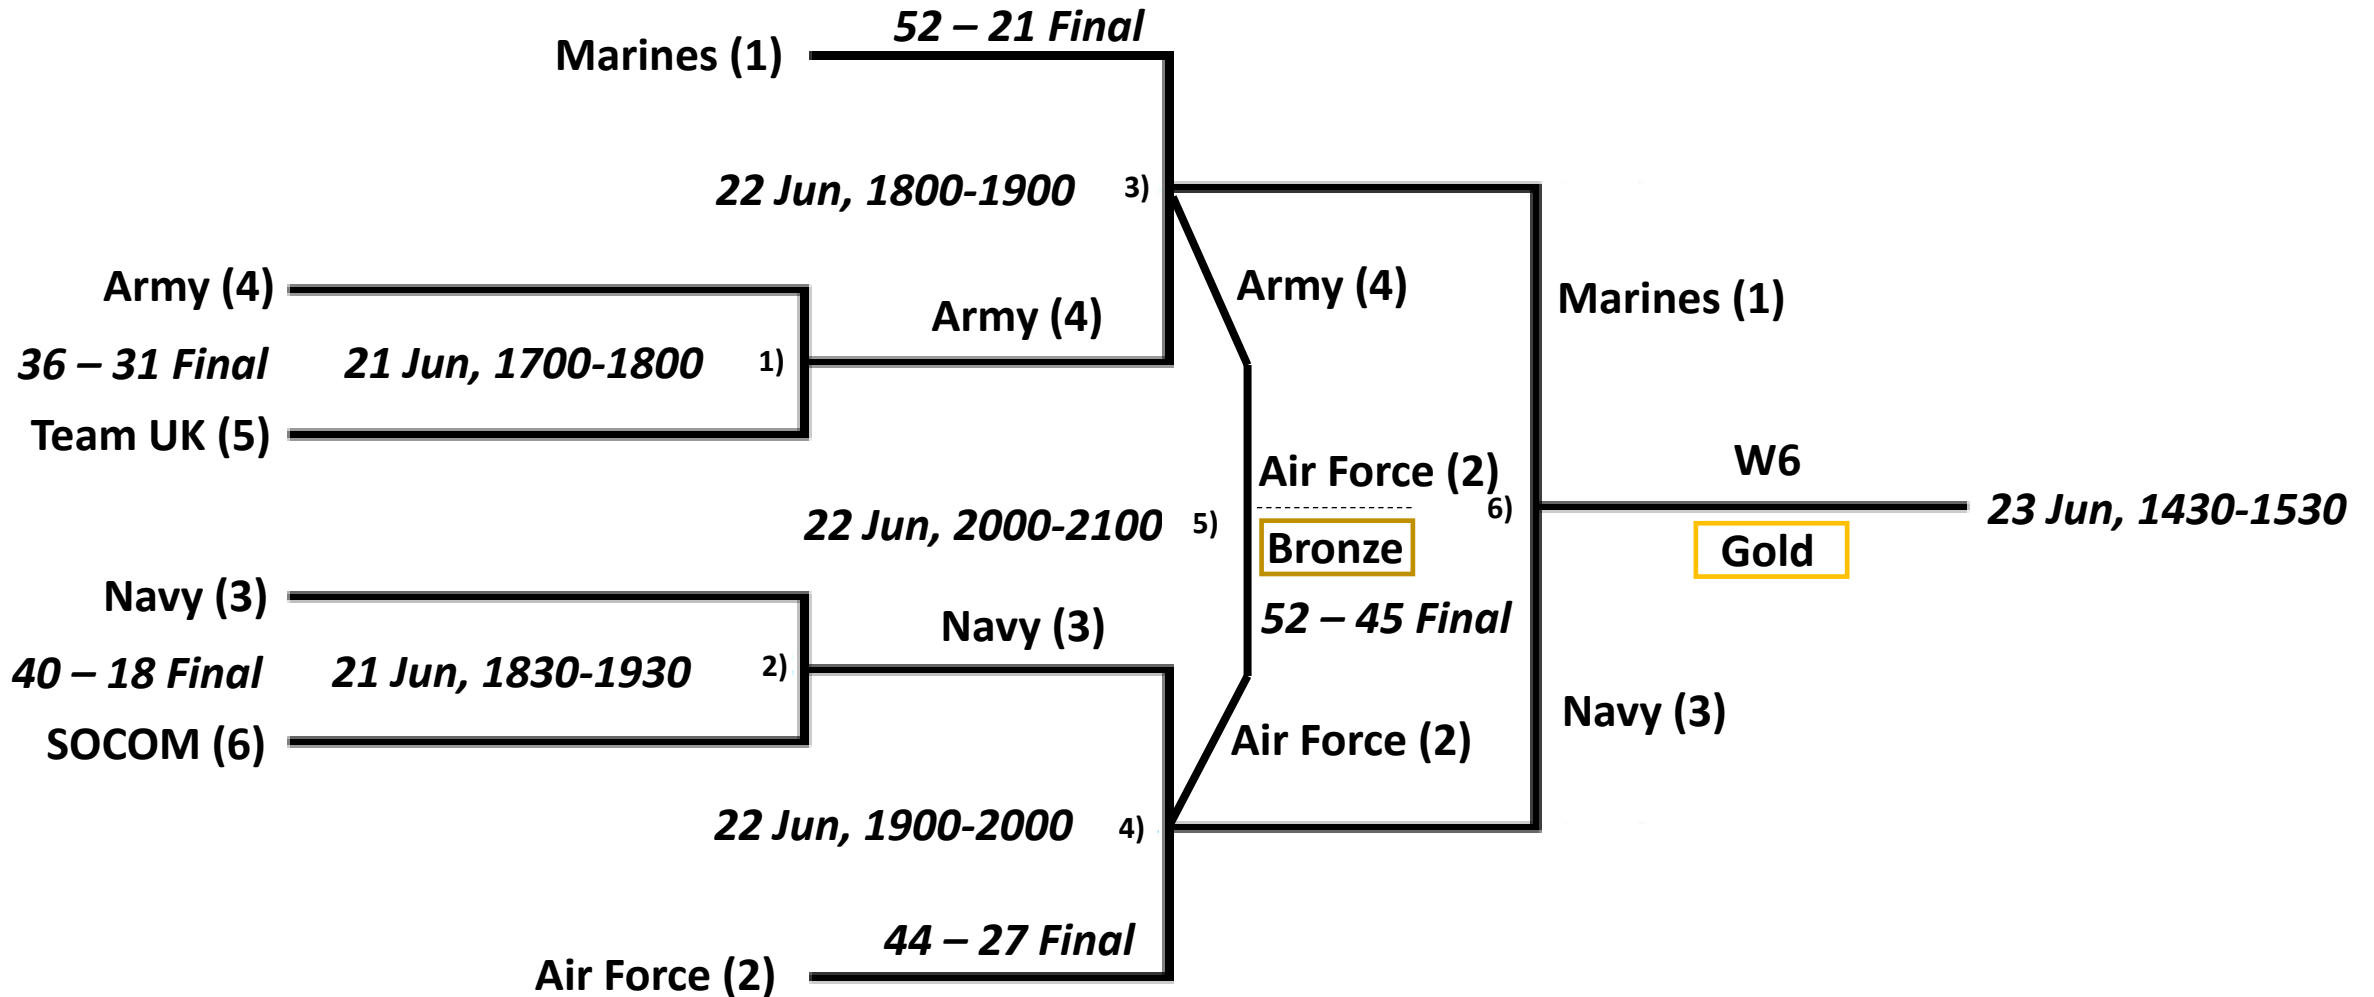 52 – 21 Final
Marines (1)
22 Jun, 1800-1900 3)
Army (4)
Army (4)
Marines (1)
Army (4)
36 – 31 Final 21 Jun, 1700-1800 1)
Team UK (5)
W6
Air Force (2)
22 Jun, 2000-2100 5)
6)
23 Jun, 1430-1530
Bronze
Gold
Navy (3)
52 – 45 Final
Navy (3)
40 – 18 Final 21 Jun, 1830-1930 2)
SOCOM (6)
Navy (3)
Air Force (2)
22 Jun, 1900-2000 4)
44 – 27 Final
Air Force (2)